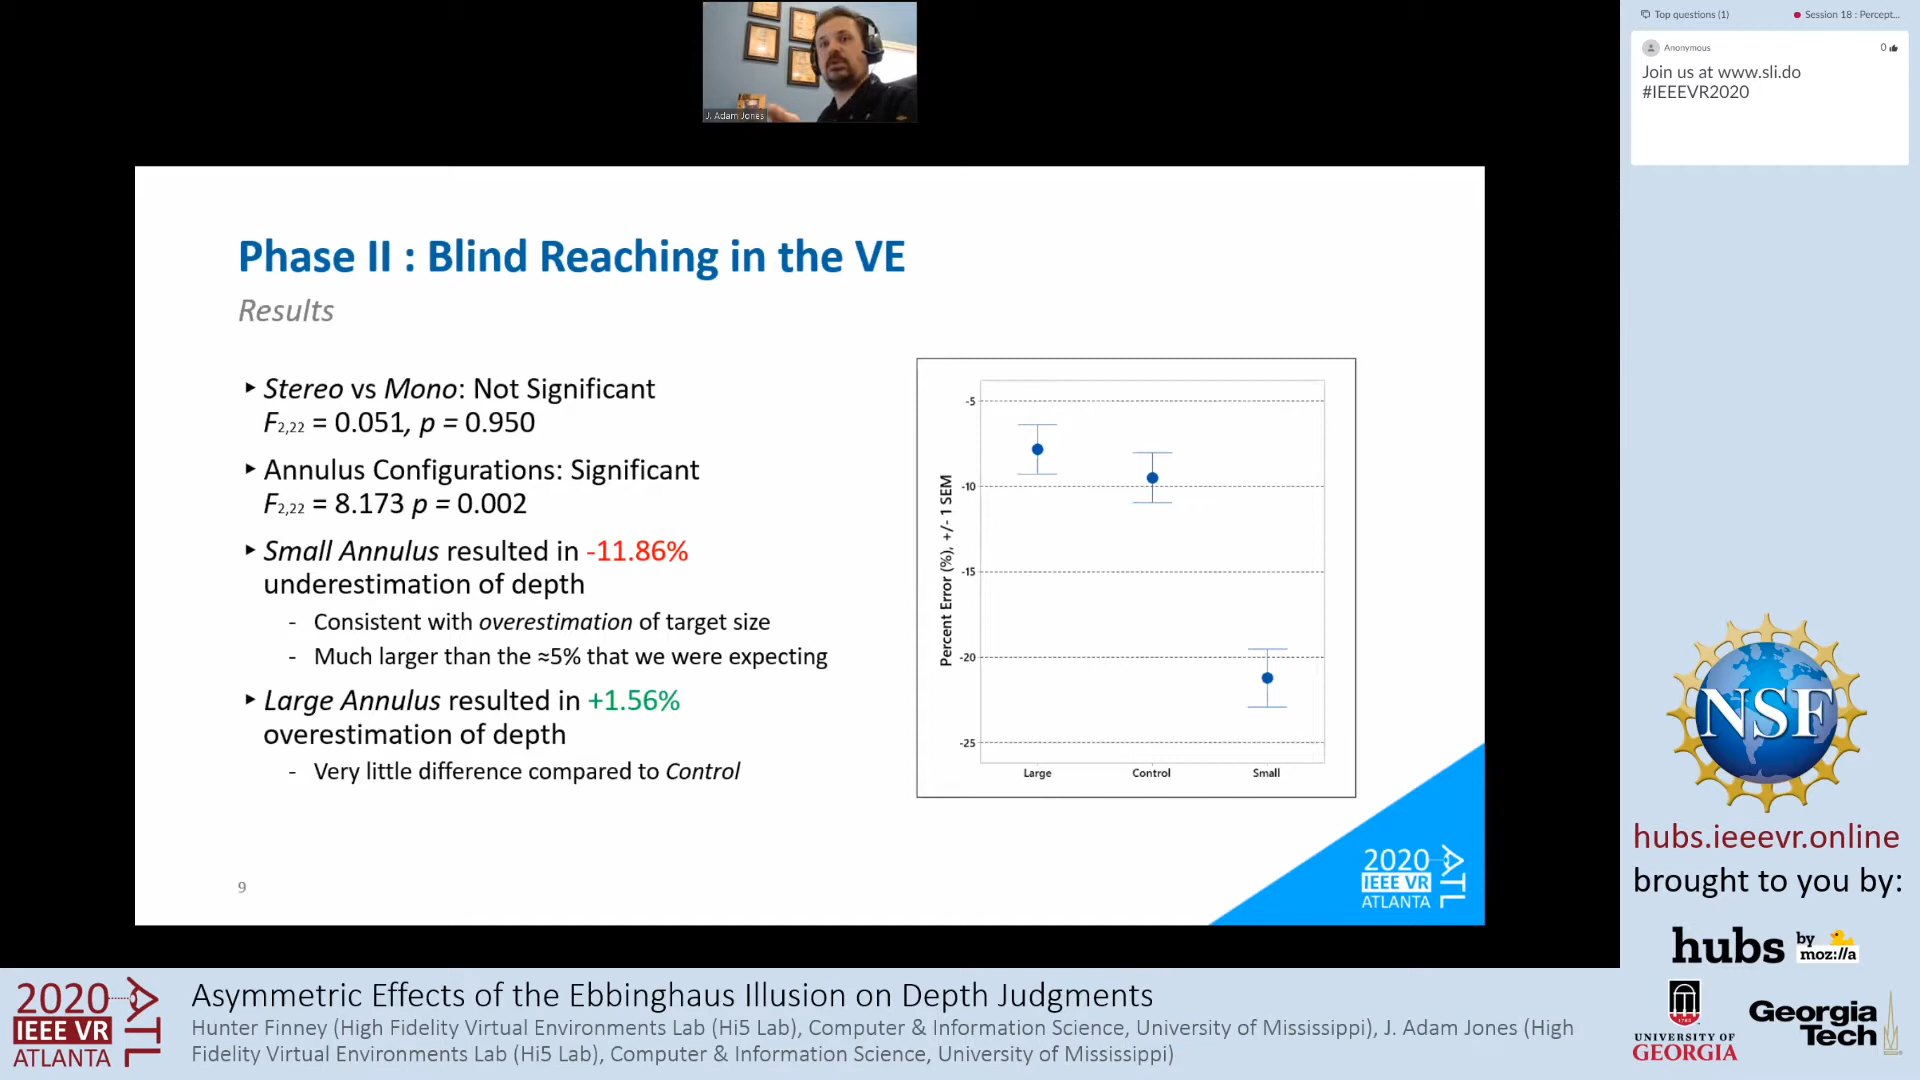 J. Adam Jones
Top questions (1)
Session 18 : Percept...
Anonymous
0
Join us at www.sli.do
#IEEEVR2020
Phase II : Blind Reaching in the VE
Results
▸ Stereo vs Mono: Not Significant
F2,22 = 0.051, p = 0.950
▸ Annulus Configurations: Significant
F2,22 = 8.173 p = 0.002
▸ Small Annulus resulted in -11.86%
underestimation of depth
- Consistent with overestimation of target size
- Much larger than the ≈5% that we were expecting
▸ Large Annulus resulted in +1.56%
overestimation of depth
- Very little difference compared to Control
9
Percent Error (%), +/- 1 SEM
-5
-10
-15
-20
-25
Large Control Small
2020
IEEE VR
ATLANTA
ATL
NSF
hubs.ieeevr.online
brought to you by:
hubs by
moz://a
UNIVERSITY OF
GEORGIA
Georgia
Tech
2020
IEEE VR
ATLANTA
ATL
Asymmetric Effects of the Ebbinghaus Illusion on Depth Judgments
Hunter Finney (High Fidelity Virtual Environments Lab (Hi5 Lab), Computer & Information Science, University of Mississippi), J. Adam Jones (High
Fidelity Virtual Environments Lab (Hi5 Lab), Computer & Information Science, University of Mississippi)